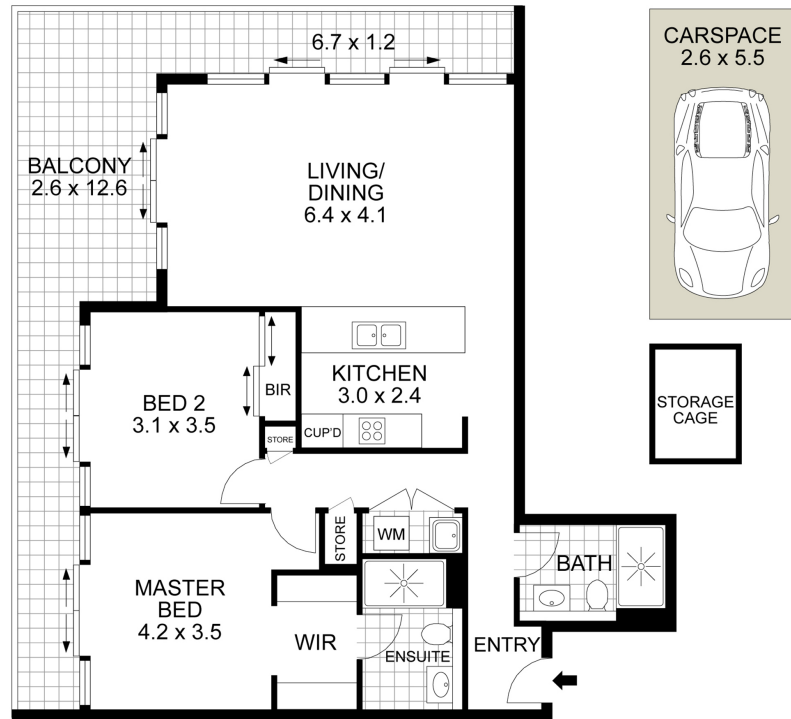 6.7 x 1.2
CARSPACE
2.6 x 5.5
BALCONY
2.6 x 12.6
LIVING/
DINING
6.4 x 4.1
KITCHEN
3.0 x 2.4
BIR
BED 2
3.1 x 3.5
STORAGE
CAGE
CUP'D
STORE
STORE
WM
BATH
MASTER
BED
4.2 x 3.5
WIR
ENSUITE
ENTRY